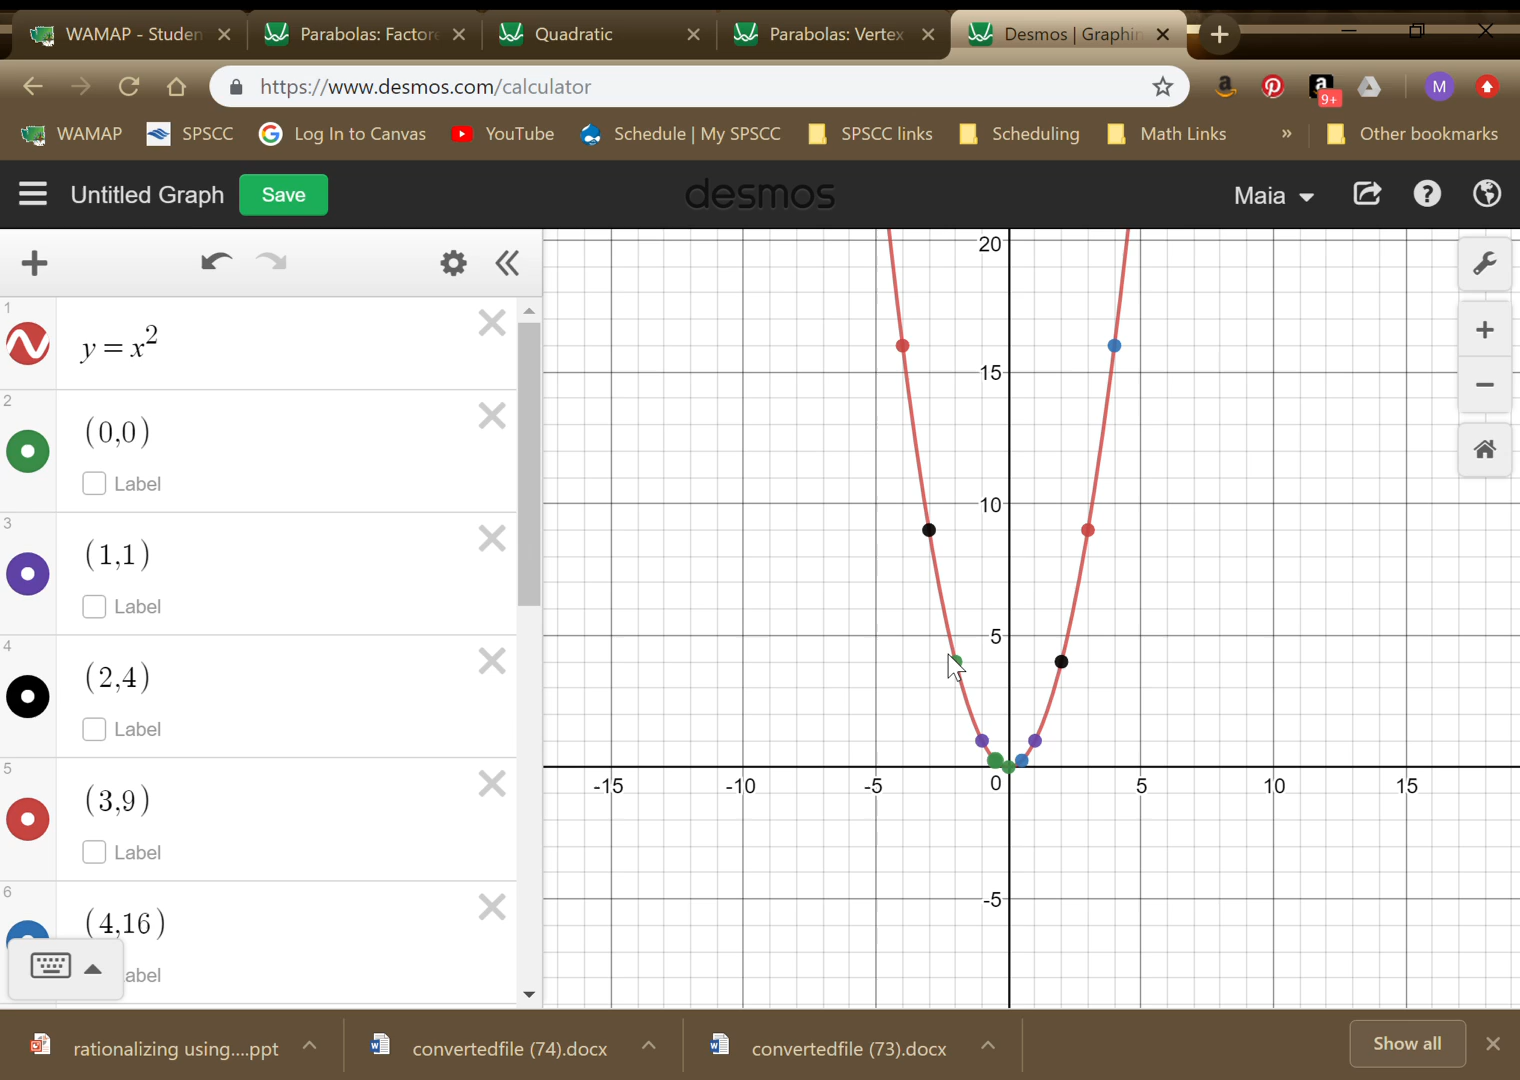 WAMAP - Studen
Parabolas: Factore
Quadratic
Parabolas: Vertex
Desmos | Graphin
https://www.desmos.com/calculator
M
9+
WAMAP
SPSCC
Log In to Canvas
YouTube
Schedule | My SPSCC
SPSCC links
Scheduling
Math Links
»
Other bookmarks
Untitled Graph
Save
desmos
Maia
1
y = x²
2
(0,0)
Label
3
(1,1)
Label
4
(2,4)
Label
5
(3,9)
Label
6
(4,16)
abel
20
15
10
5
-15
-10
-5
0
5
10
15
-5
rationalizing using....ppt
convertedfile (74).docx
convertedfile (73).docx
Show all